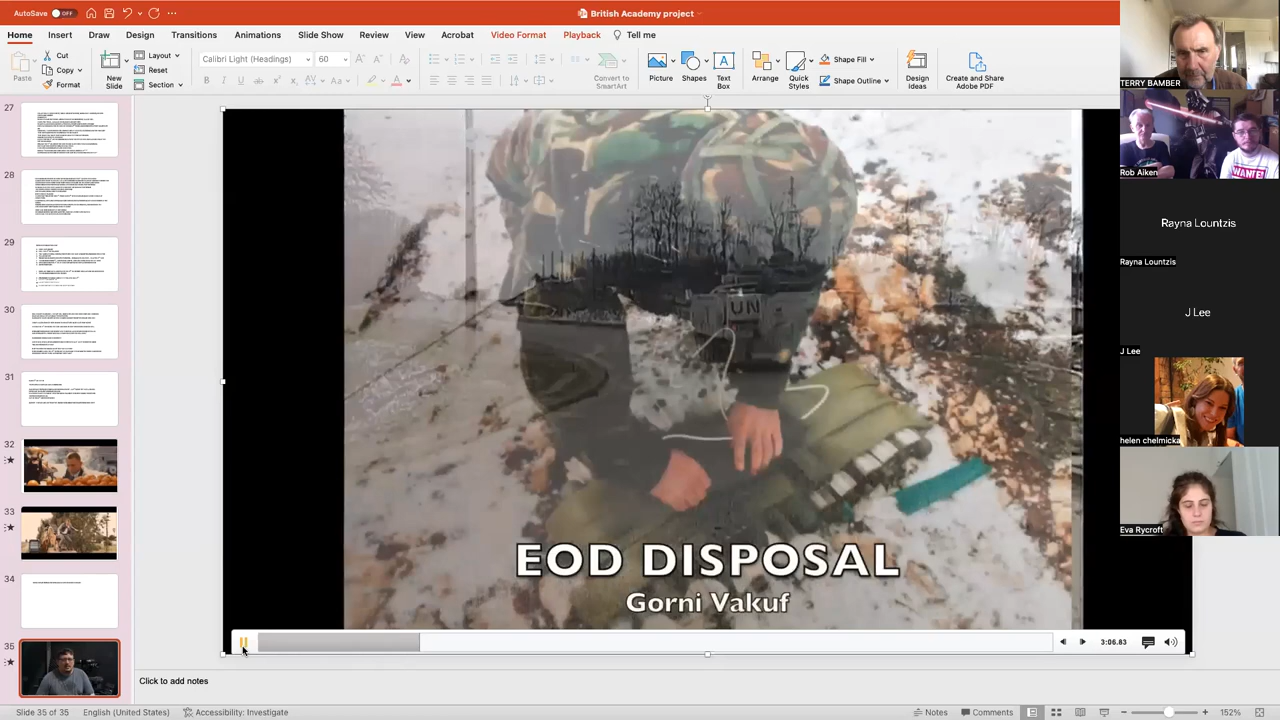 AutoSave OFF
British Academy project
Home Insert Draw Design Transitions Animations Slide Show Review View Acrobat Video Format Playback Tell me
Paste
Cut
Copy
Format
New
Slide
Layout
Reset
Section
Calibri Light (Headings) 60
Convert to
SmartArt
Picture
Shapes
Text
Box
Arrange
Quick
Styles
Shape Fill
Shape Outline
Design
Ideas
Create and Share
Adobe PDF
27
28
29
30
31
32
33
34
35
EOD DISPOSAL
Gorni Vakuf
3:06.83
Click to add notes
Slide 35 of 35 English (United States) Accessibility: Investigate Notes Comments 152%
TERRY BAMBER
Rob Aiken
Rayna Lountzis
Rayna Lountzis
J Lee
J Lee
helen chelmicka
Eva Rycroft